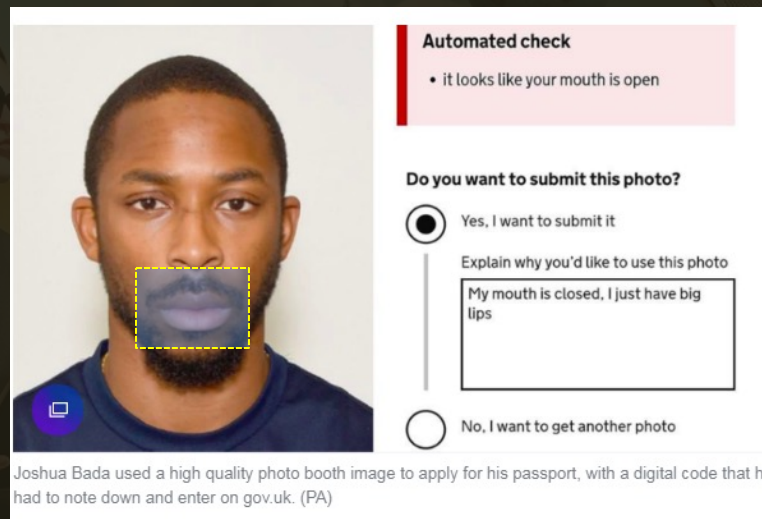 Automated check
• it looks like your mouth is open
Do you want to submit this photo?
Yes, I want to submit it
Explain why you'd like to use this photo
My mouth is closed, I just have big
lips
No, I want to get another photo
Joshua Bada used a high quality photo booth image to apply for his passport, with a digital code that
had to note down and enter on gov.uk. (PA)